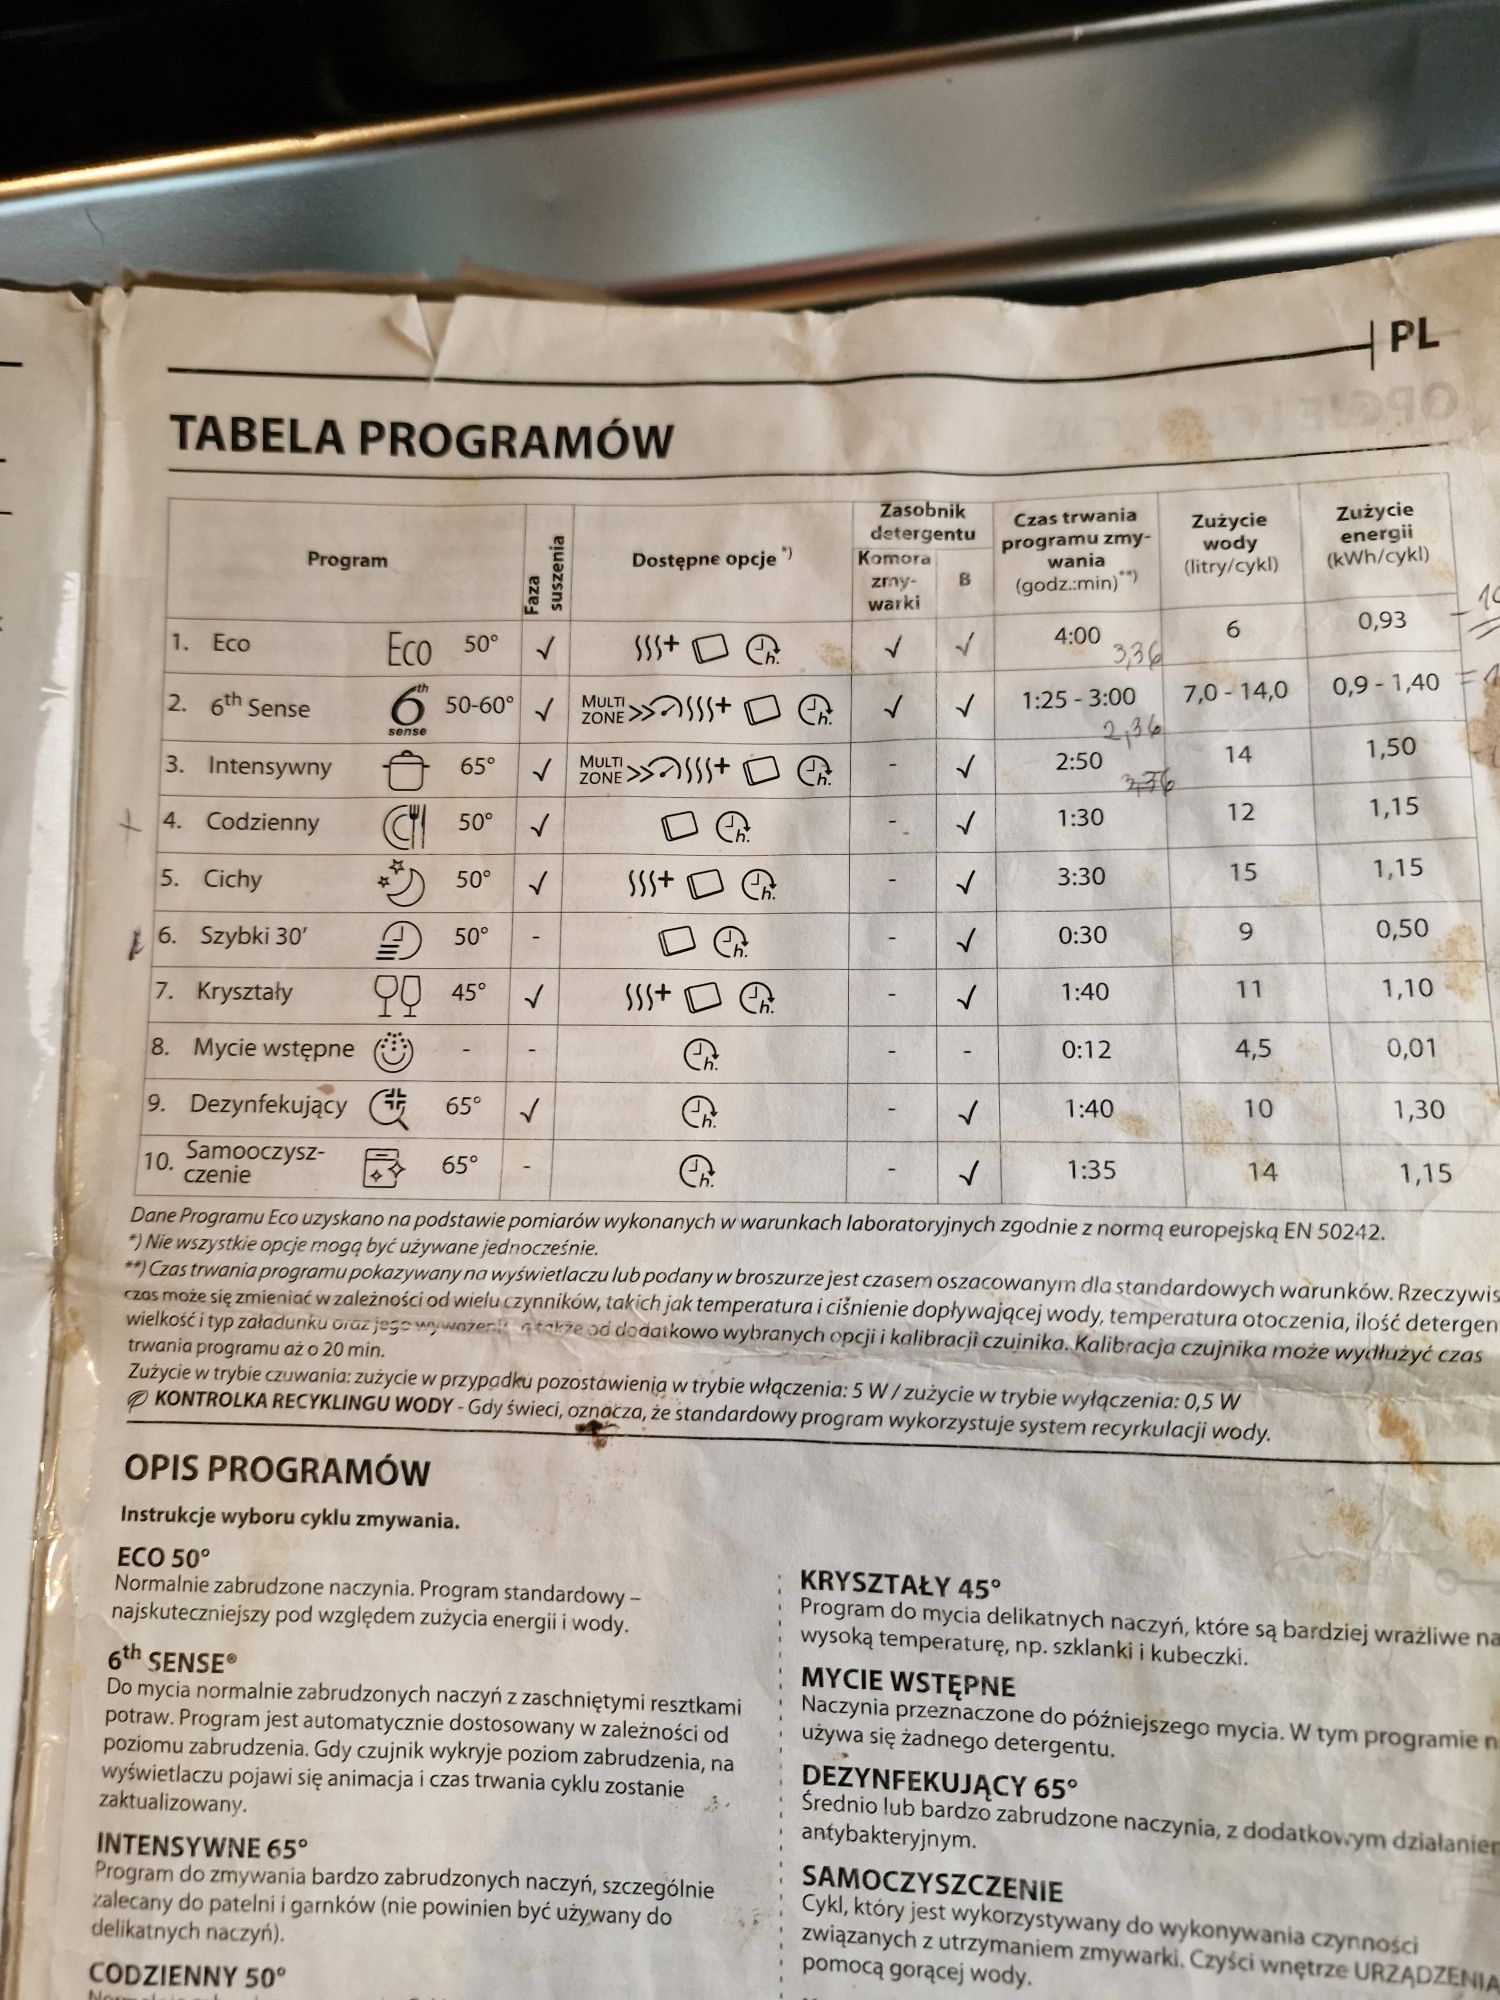 PL
TABELA PROGRAMÓW
Program
Faza suszenia
Dostępne opcje *)
Zasobnik detergentu
Komora zmy-warki
B
Czas trwania programu zmy-wania (godz.:min)**)
Zużycie wody (litry/cykl)
Zużycie energii (kWh/cykl)
1. Eco Eco 50° √ + h. √ √ 4:00 3,36 6 0,93
2. 6th Sense 6th sense 50-60° √ MULTI ZONE + h. √ √ 1:25 - 3:00 2,36 7,0 - 14,0 0,9 - 1,40
3. Intensywny 65° √ MULTI ZONE + h. - √ 2:50 14 1,50
4. Codzienny 50° √ h. - √ 1:30 12 1,15
5. Cichy 50° √ + h. - √ 3:30 15 1,15
6. Szybki 30' 50° - h. - √ 0:30 9 0,50
7. Kryształy 45° √ + h. - √ 1:40 11 1,10
8. Mycie wstępne - - h. - - 0:12 4,5 0,01
9. Dezynfekujący 65° √ h. - √ 1:40 10 1,30
10. Samooczysz-czenie 65° - h. - √ 1:35 14 1,15
Dane Programu Eco uzyskano na podstawie pomiarów wykonanych w warunkach laboratoryjnych zgodnie z normą europejską EN 50242.
*) Nie wszystkie opcje mogą być używane jednocześnie.
**) Czas trwania programu pokazywany na wyświetlaczu lub podany w broszurze jest czasem oszacowanym dla standardowych warunków. Rzeczywis
czas może się zmieniać w zależności od wielu czynników, takich jak temperatura i ciśnienie dopływającej wody, temperatura otoczenia, ilość detergen
wielkość i typ załadunku oraz jego także od dodatkowo wybranych opcji i kalibracji czujnika. Kalibracja czujnika może wydłużyć czas
trwania programu aż o 20 min.
Zużycie w trybie czuwania: zużycie w przypadku pozostawienia w trybie włączenia: 5 W / zużycie w trybie wyłączenia: 0,5 W
KONTROLKA RECYKLINGU WODY - Gdy świeci, oznacza, że standardowy program wykorzystuje system recyrkulacji wody.
OPIS PROGRAMÓW
Instrukcje wyboru cyklu zmywania.
ECO 50°
Normalnie zabrudzone naczynia. Program standardowy –
najskuteczniejszy pod względem zużycia energii i wody.
6th SENSE®
Do mycia normalnie zabrudzonych naczyń z zaschniętymi resztkami
potraw. Program jest automatycznie dostosowany w zależności od
poziomu zabrudzenia. Gdy czujnik wykryje poziom zabrudzenia, na
wyświetlaczu pojawi się animacja i czas trwania cyklu zostanie
zaktualizowany.
INTENSYWNE 65°
Program do zmywania bardzo zabrudzonych naczyń, szczególnie
zalecany do patelni i garnków (nie powinien być używany do
delikatnych naczyń).
CODZIENNY 50°
KRYSZTAŁY 45°
Program do mycia delikatnych naczyń, które są bardziej wrażliwe na
wysoką temperaturę, np. szklanki i kubeczki.
MYCIE WSTĘPNE
Naczynia przeznaczone do późniejszego mycia. W tym programie n
używa się żadnego detergentu.
DEZYNFEKUJĄCY 65°
Średnio lub bardzo zabrudzone naczynia, z dodatkowym działanier
antybakteryjnym.
SAMOCZYSZCZENIE
Cykl, który jest wykorzystywany do wykonywania czynności
związanych z utrzymaniem zmywarki. Czyści wnętrze URZĄDZENIA
pomocą gorącej wody.